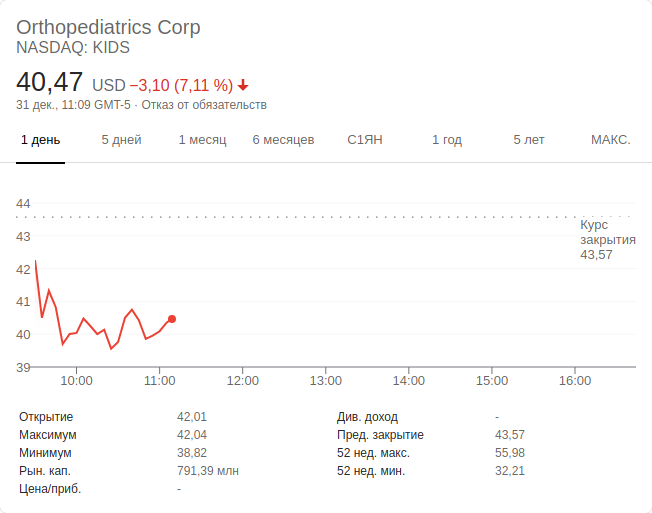 Orthopediatrics Corp
NASDAQ: KIDS
40,47 USD −3,10 (7,11 %)
31 дек., 11:09 GMT-5 · Отказ от обязательств
1 день 5 дней 1 месяц 6 месяцев С1ЯН 1 год 5 лет МАКС.
44
43
42
41
40
39
Курс
закрытия
43,57
10:00 11:00 12:00 13:00 14:00 15:00 16:00
Открытие 42,01 Див. доход -
Максимум 42,04 Пред. закрытие 43,57
Минимум 38,82 52 нед. макс. 55,98
Рын. кап. 791,39 млн 52 нед. мин. 32,21
Цена/приб. -